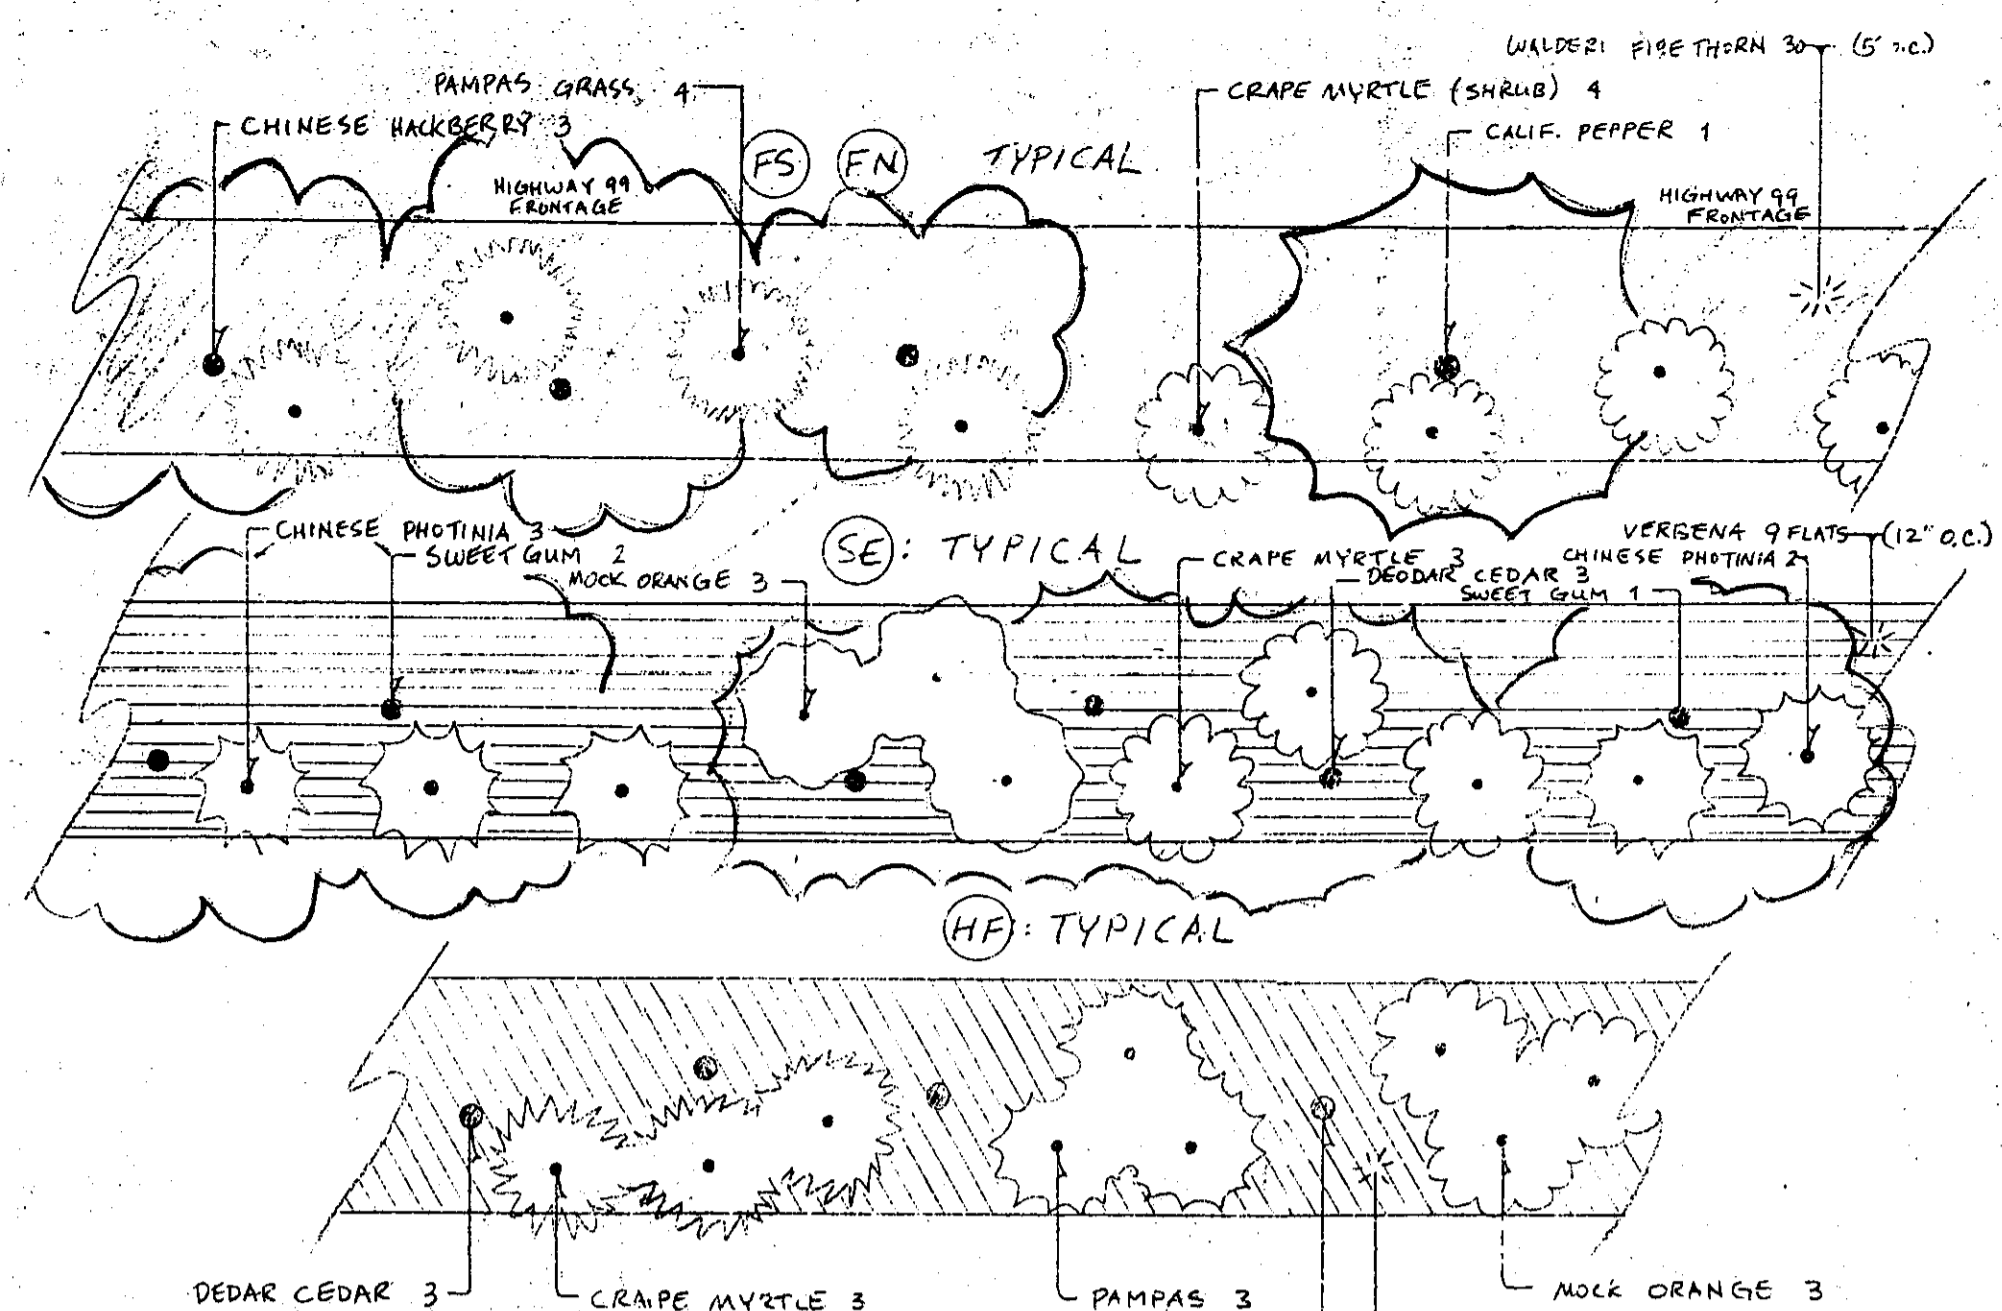 WALDERI FIRETHORN 30 (5' O.C.)
PAMPAS GRASS, 4
CRAPE MYRTLE (SHRUB) 4
CHINESE HACKBERRY 3
CALIF. PEPPER 1
FS FN TYPICAL
HIGHWAY 99
FRONTAGE
HIGHWAY 99
FRONTAGE
CHINESE PHOTINIA 3
SWEET GUM 2
MOCK ORANGE 3
SE: TYPICAL
CRAPE MYRTLE 3
DEODAR CEDAR 3
SWEET GUM 1
VERBENA 9 FLATS (12" O.C.)
CHINESE PHOTINIA 2
HF: TYPICAL
DEDAR CEDAR 3
CRAIPE MYRTLE 3
PAMPAS 3
MOCK ORANGE 3